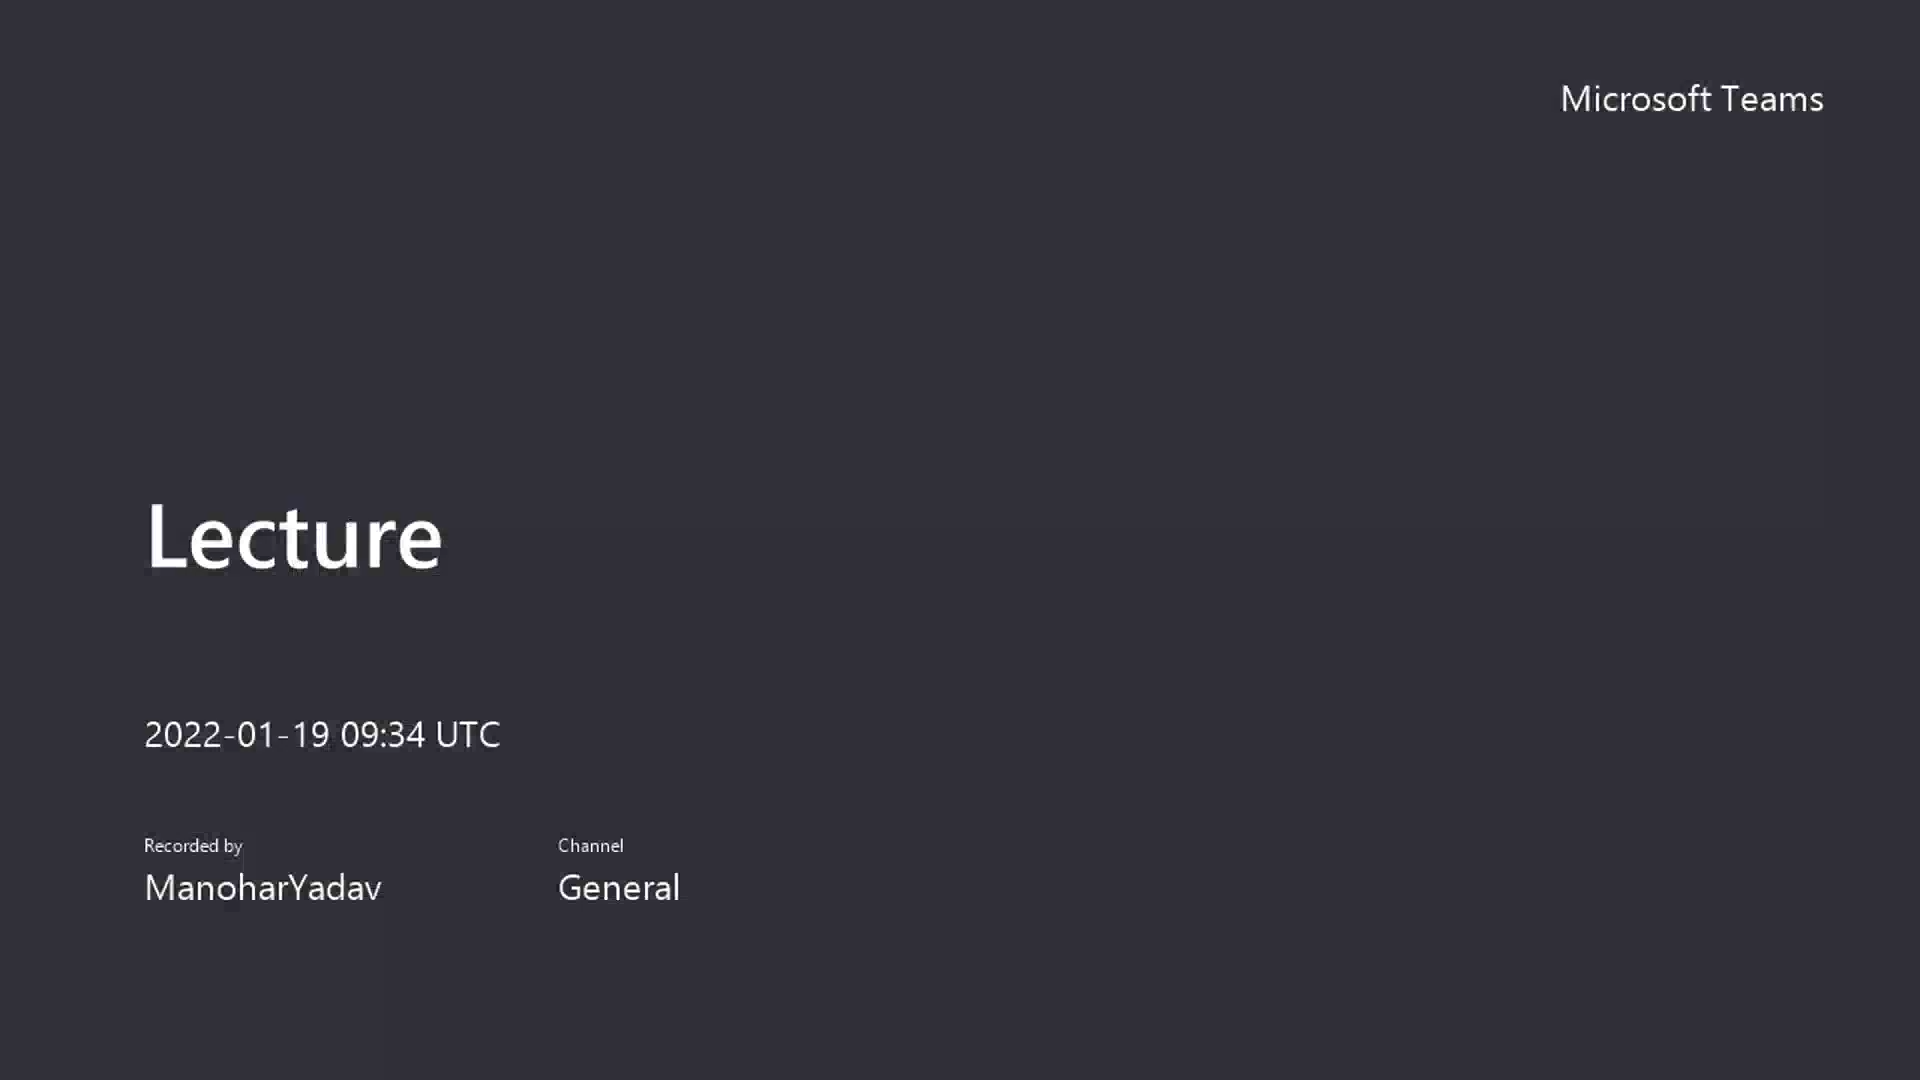 Microsoft Teams
Lecture
2022-01-19 09:34 UTC
Recorded by
ManoharYadav
Channel
General